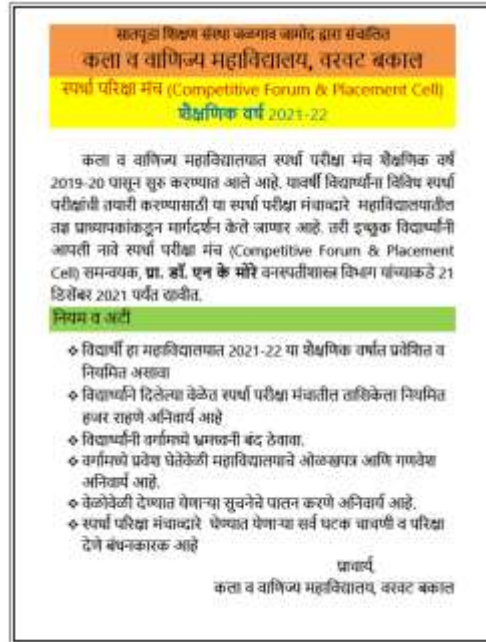 सातपूडा शिक्षण संस्था जळगाव जामोद द्वारा संचालित
कला व वाणिज्य महाविद्यालय, वरवट बकाल
स्पर्धा परिक्षा मंच (Competitive Forum & Placement Cell)
शैक्षणिक वर्ष 2021-22
कला व वाणिज्य महाविद्यालयात स्पर्धा परीक्षा मंच शैक्षणिक वर्ष
2019-20 पासून सुरु करण्यात आले आहे. यावर्षी विद्यार्थ्यांना विविध स्पर्धा
परीक्षांची तयारी करण्यासाठी या स्पर्धा परीक्षा मंचाव्दारे महाविद्यालयातील
तज्ञ प्राध्यापकांकडून मार्गदर्शन केले जाणार आहे. तरी इच्छुक विद्यार्थ्यांनी
आपली नावे स्पर्धा परीक्षा मंच (Competitive Forum & Placement
Cell) समन्वयक, प्रा. डॉ. एन के मोरे वनस्पतीशास्त्र विभाग यांच्याकडे 21
डिसेंबर 2021 पर्यंत द्यावीत.
नियम व अटी
❖ विद्यार्थी हा महाविद्यालयात 2021-22 या शैक्षणिक वर्षात प्रवेशित व
नियमित असावा
❖ विद्यार्थ्याने दिलेल्या वेळेत स्पर्धा परीक्षा मंचातील तासिकेला नियमित
हजर राहणे अनिवार्य आहे
❖ विद्यार्थ्यांनी वर्गामध्ये भ्रमध्वनी बंद ठेवावा.
❖ वर्गामध्ये प्रवेश घेतेवेळी महाविद्यालयाचे ओळखपत्र आणि गणवेश
अनिवार्य आहे.
❖ वेळोवेळी देण्यात येणाऱ्या सूचनेचे पालन करणे अनिवार्य आहे.
❖ स्पर्धा परिक्षा मंचाव्दारे घेण्यात येणाऱ्या सर्व घटक चाचणी व परिक्षा
देणे बंधनकारक आहे
प्राचार्य,
कला व वाणिज्य महाविद्यालय, वरवट बकाल